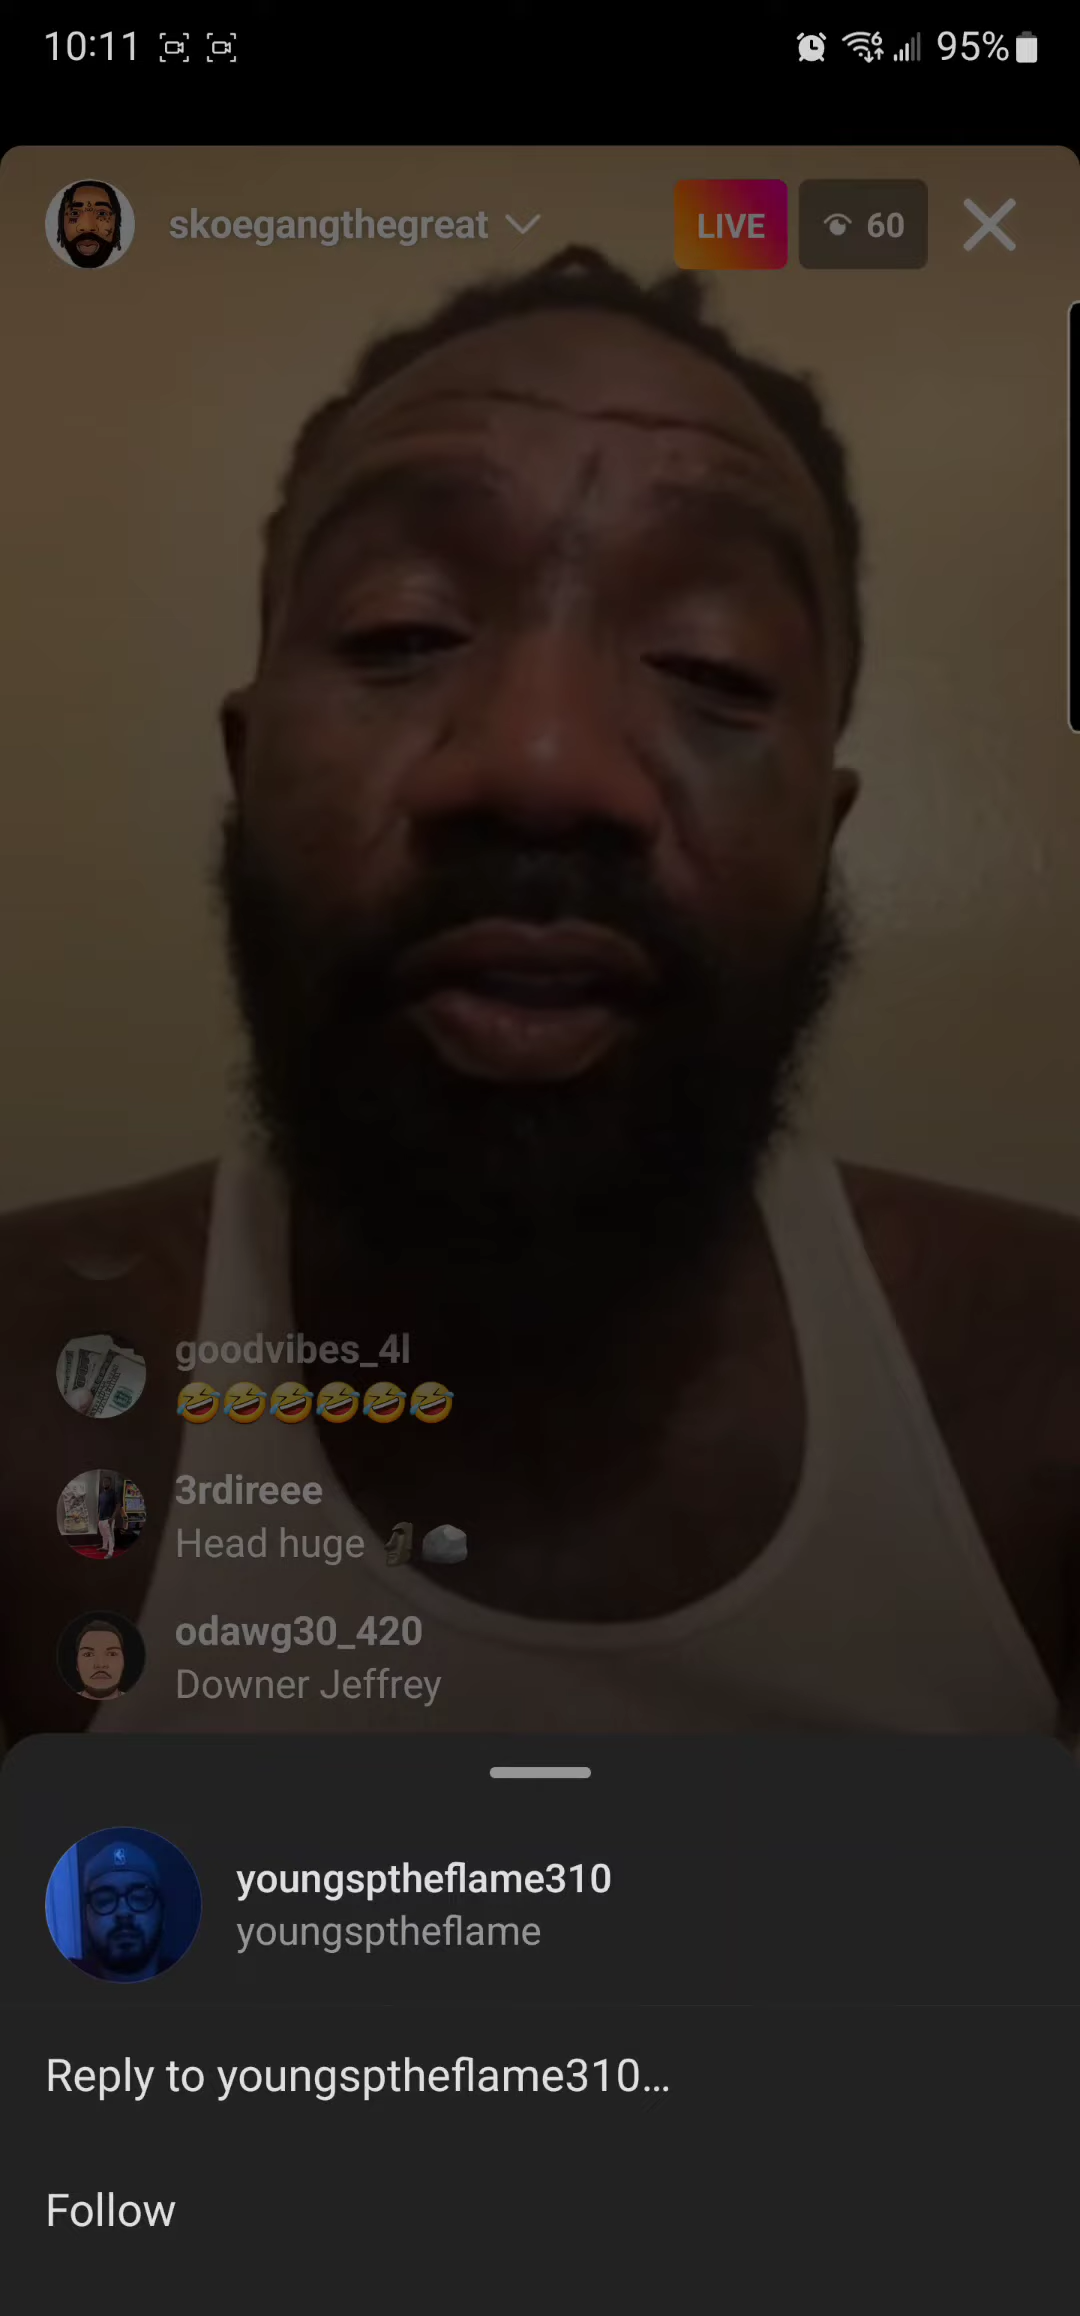 10:11
95%
skoegangthegreat
LIVE
60
goodvibes_4l
🤣🤣🤣🤣🤣🤣
3rdireee
Head huge 🗿🪨
odawg30_420
Downer Jeffrey
youngsptheflame310
youngsptheflame
Reply to youngsptheflame310...
Follow